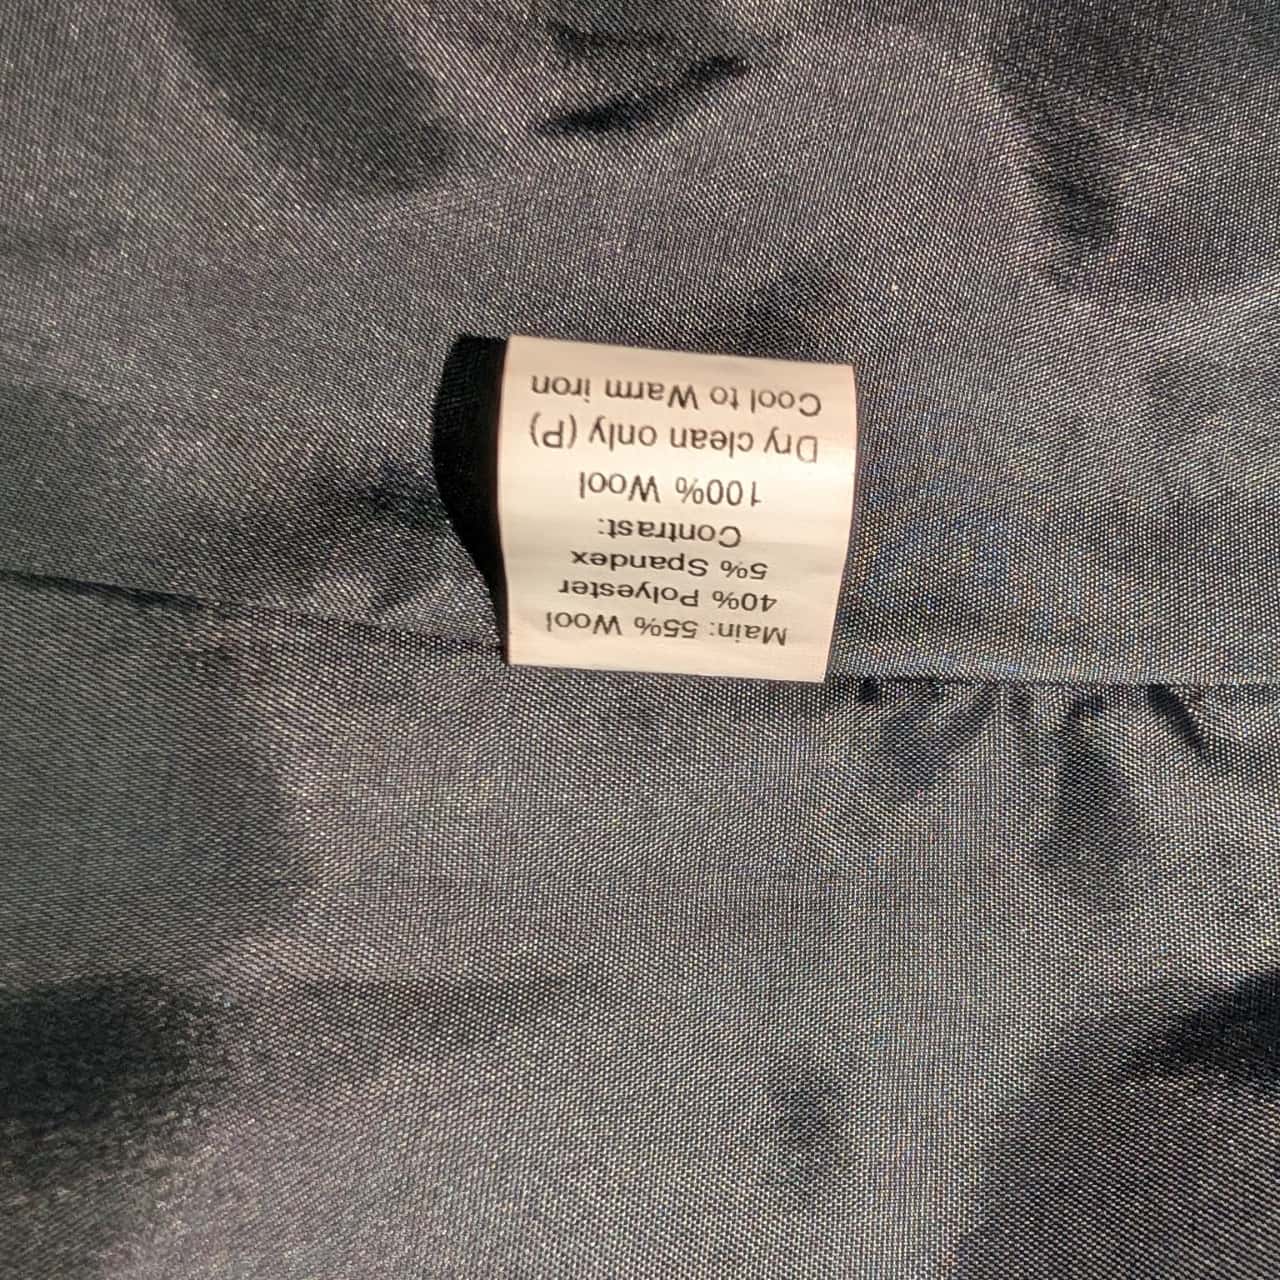 Cool to Warm iron
Dry clean only (P)
100% Wool
Contrast:
5% Spandex
40% Polyester
Main: 55% Wool